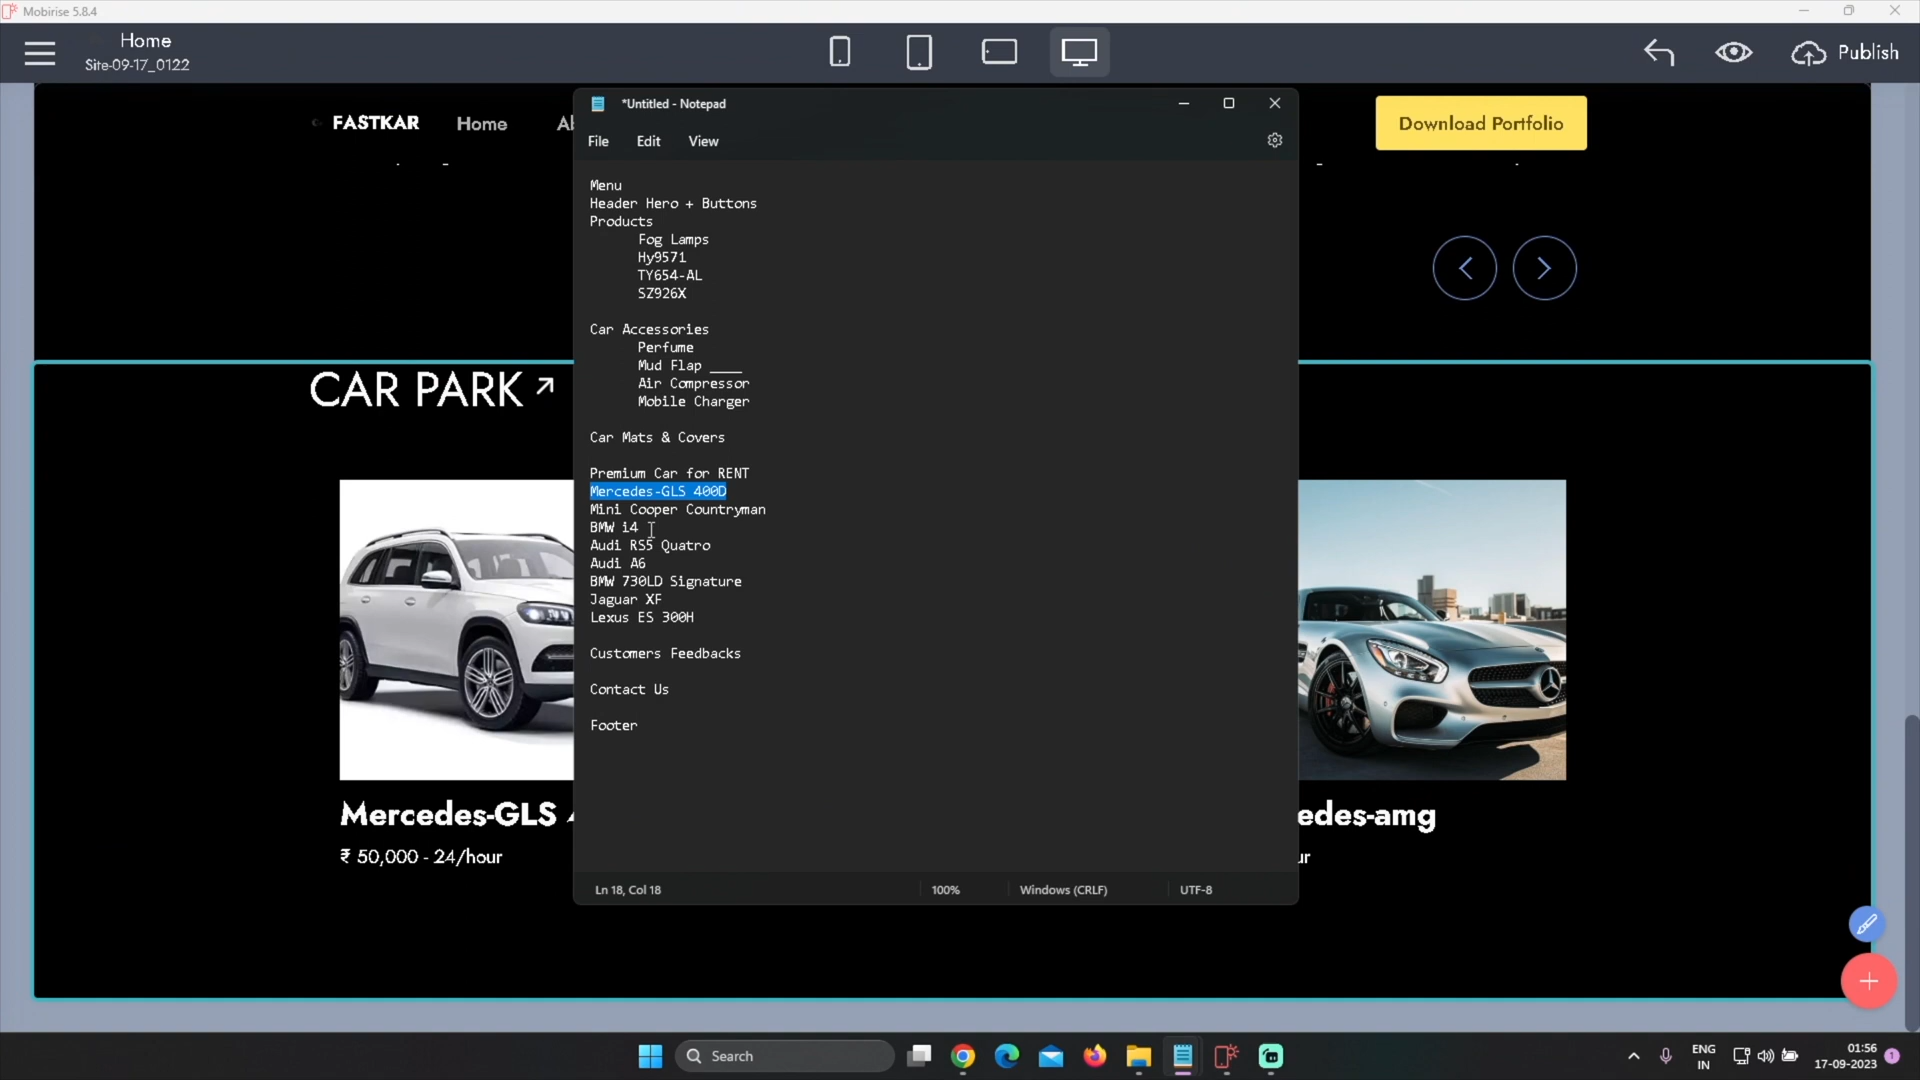 Mobirise 5.8.4
Home
Site-09-17_0122
Publish
FASTKAR
Home
Download Portfolio
*Untitled - Notepad
File Edit View
Menu
Header Hero + Buttons
Products
Fog Lamps
Hy9571
TY654-AL
SZ926X
Car Accessories
Perfume
Mud Flap ____
Air Compressor
Mobile Charger
Car Mats & Covers
Premium Car for RENT
Mercedes-GLS 400D
Mini Cooper Countryman
BMW i4
Audi RS5 Quatro
Audi A6
BMW 730LD Signature
Jaguar XF
Lexus ES 300H
Customers Feedbacks
Contact Us
Footer
Ln 18, Col 18
100%
Windows (CRLF)
UTF-8
CAR PARK
Mercedes-GLS
₹ 50,000 - 24/hour
edes-amg
ur
Search
ENG
IN
01:56
17-09-2023
1